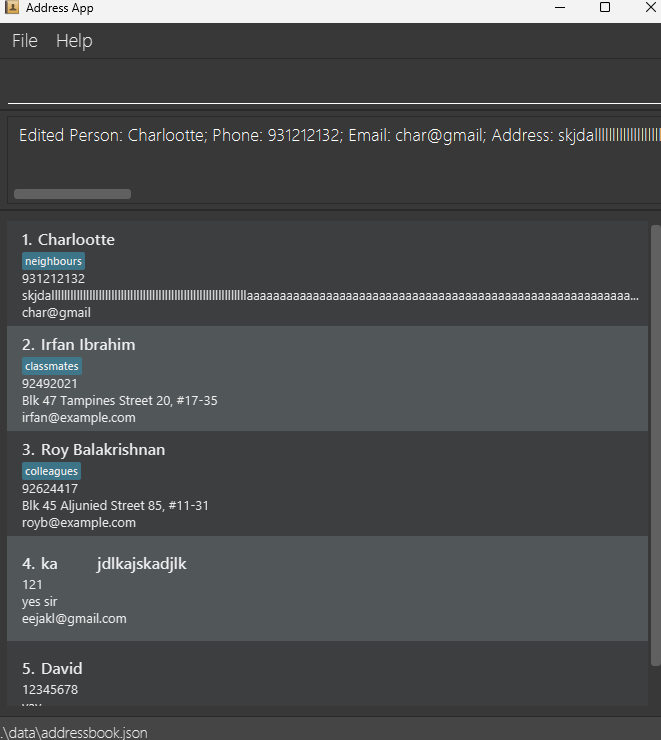 Address App
File Help
Edited Person: Charlootte; Phone: 931212132; Email: char@gmail; Address:
1. Charlootte
neighbours
931212132
char@gmail
2. Irfan Ibrahim
classmates
92492021
Blk 47 Tampines Street 20, #17-35
irfan@example.com
3. Roy Balakrishnan
colleagues
92624417
Blk 45 Aljunied Street 85, #11-31
royb@example.com
4. ka jdlkajskadjlk
121
yes sir
eejakl@gmail.com
5. David
12345678
.\data\addressbook.json